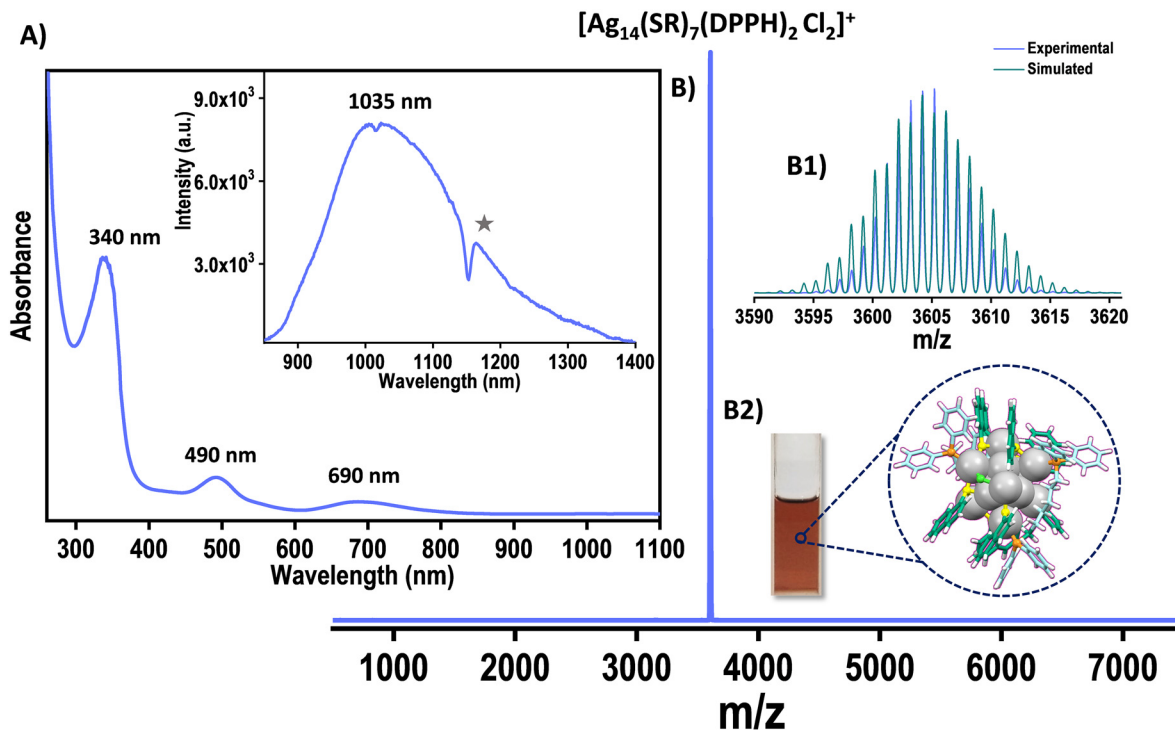 [Ag₁₄(SR)₇(DPPH)₂ Cl₂]⁺
A)
340 nm
490 nm
690 nm
Absorbance
300 400 500 600 700 800 900 1000 1100
Wavelength (nm)
1035 nm
9.0x10³
6.0x10³
3.0x10³
Intensity (a.u.)
900 1000 1100 1200 1300 1400
Wavelength (nm)
B)
Experimental
Simulated
B1)
3590 3595 3600 3605 3610 3615 3620
m/z
B2)
1000 2000 3000 4000 5000 6000 7000
m/z